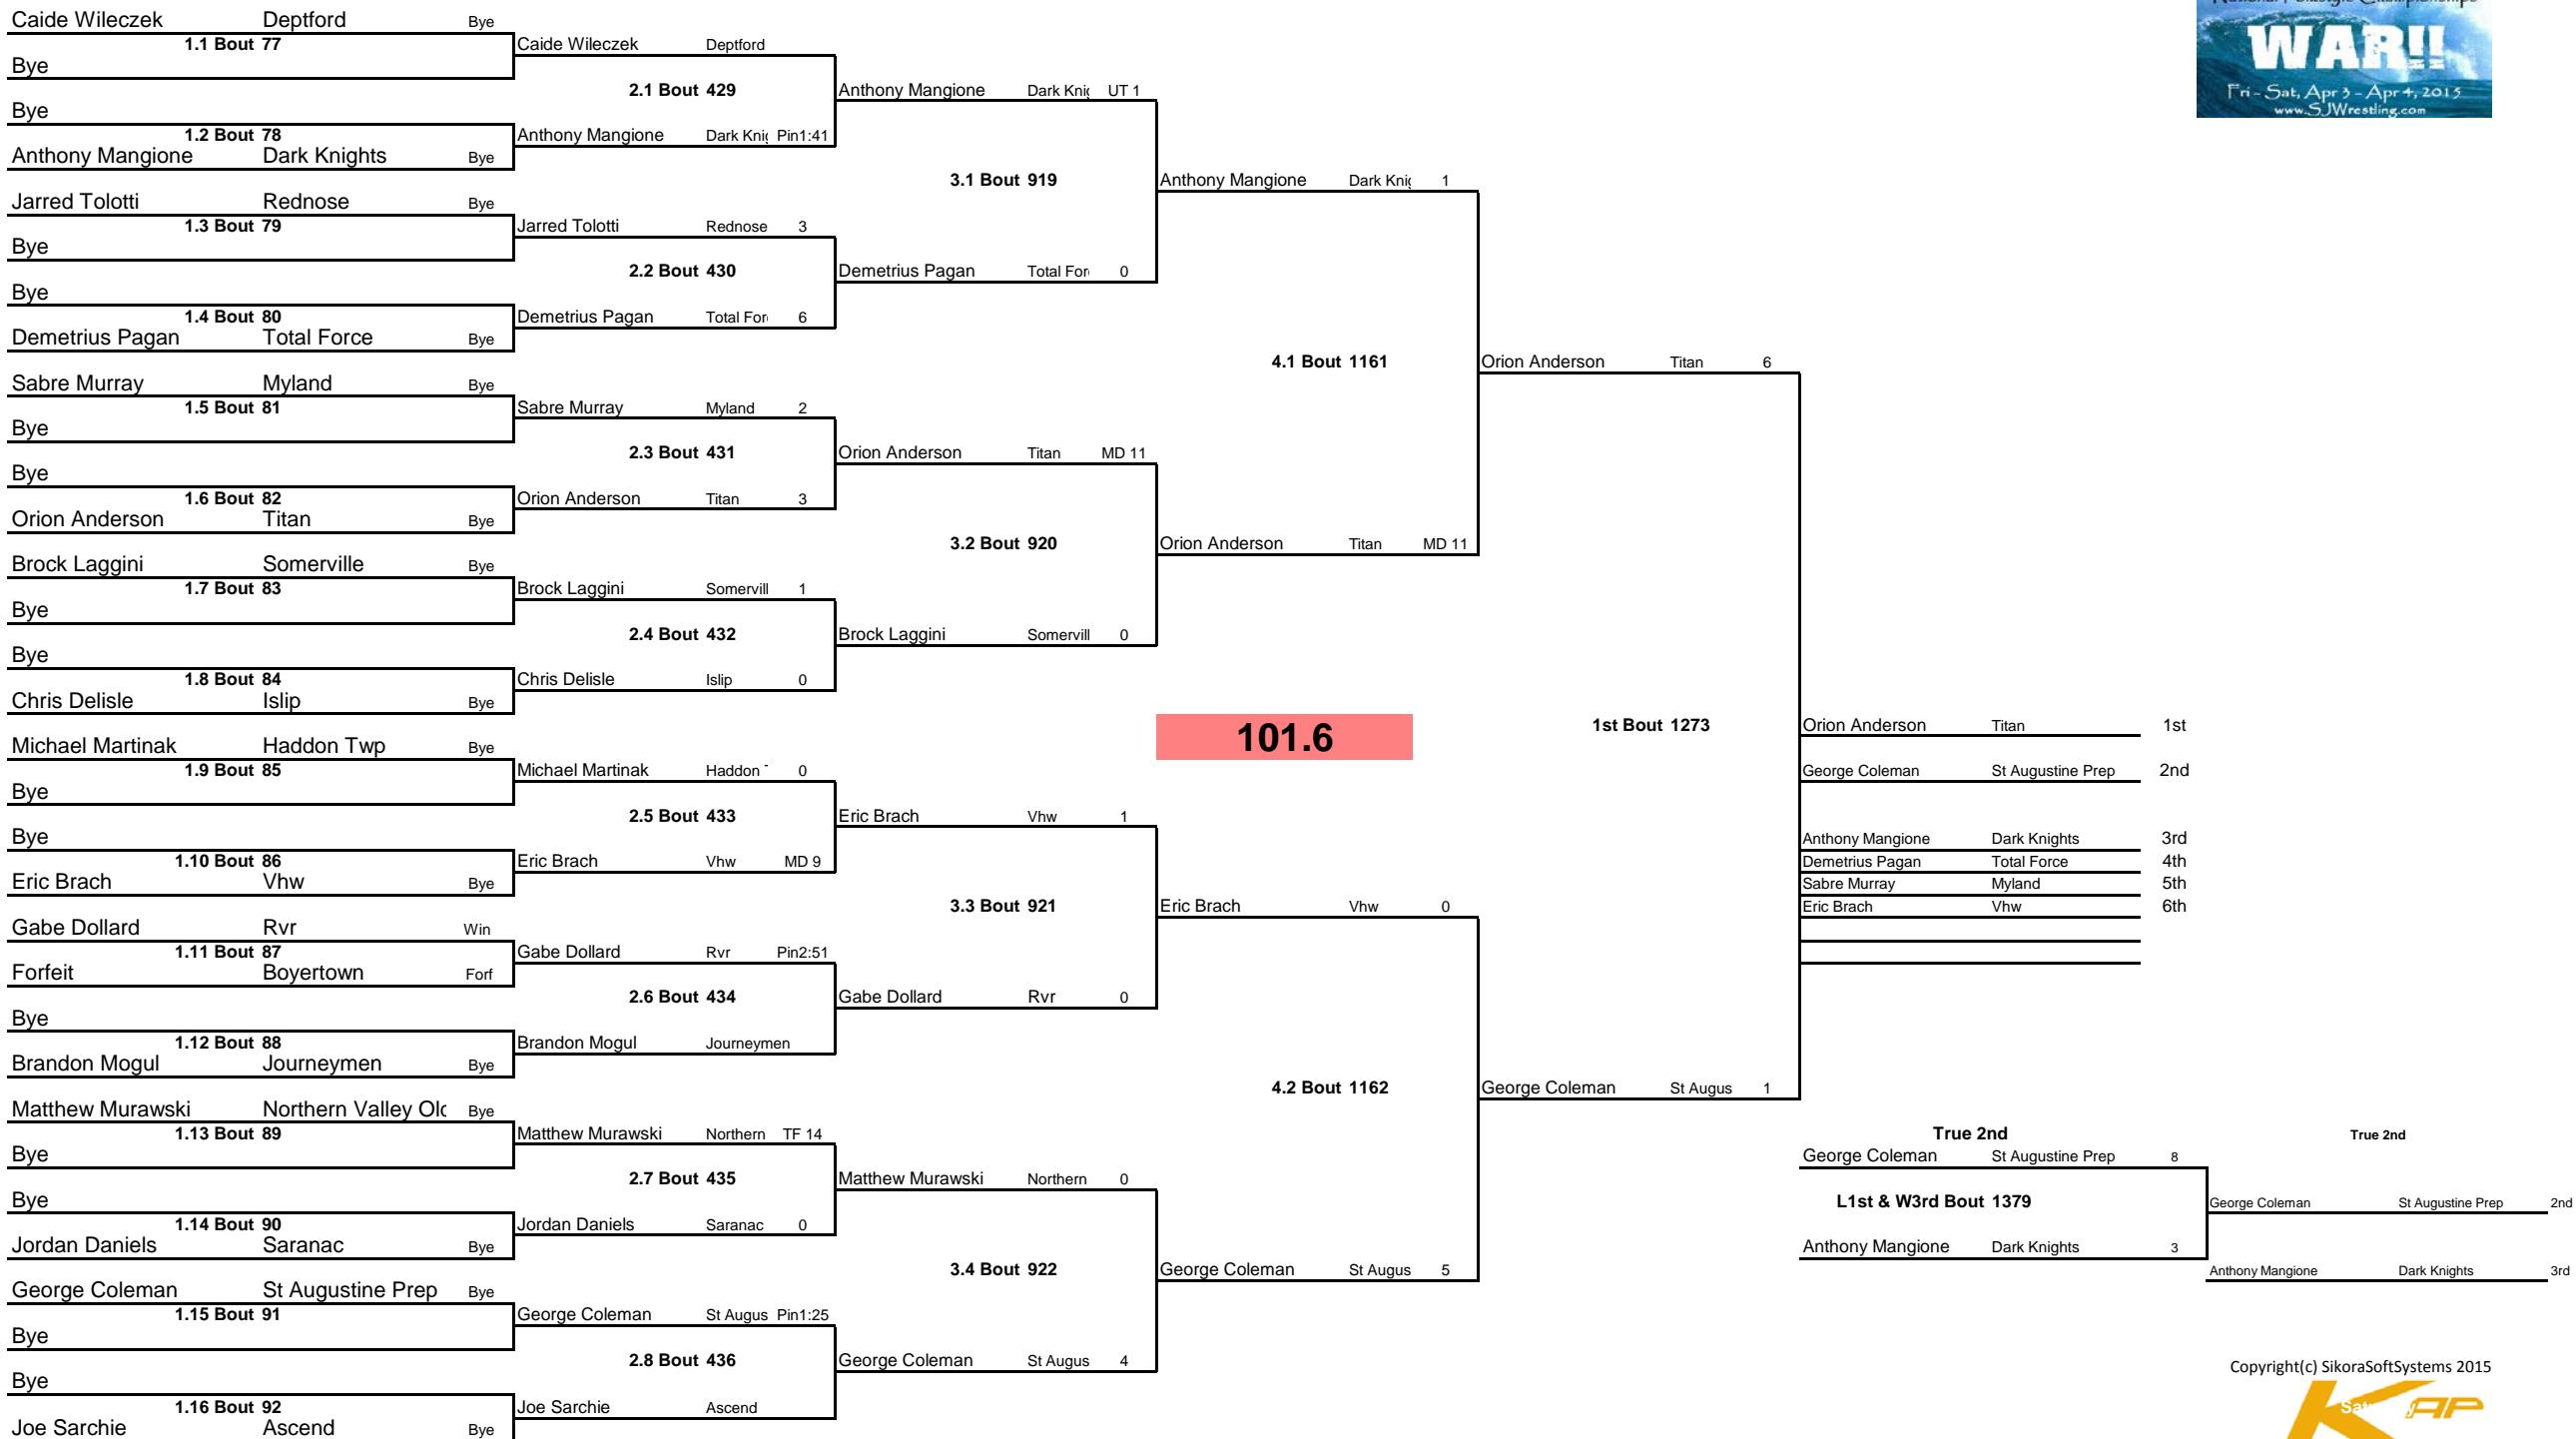 Caide Wileczek Deptford Bye
1.1 Bout 77
Bye
Bye
1.2 Bout 78
Anthony Mangione Dark Knights Bye
Jarred Tolotti Rednose Bye
1.3 Bout 79
Bye
Bye
1.4 Bout 80
Demetrius Pagan Total Force Bye
Sabre Murray Myland Bye
1.5 Bout 81
Bye
Bye
1.6 Bout 82
Orion Anderson Titan Bye
Brock Laggini Somerville Bye
1.7 Bout 83
Bye
Bye
1.8 Bout 84
Chris Delisle Islip Bye
Michael Martinak Haddon Twp Bye
1.9 Bout 85
Bye
Bye
1.10 Bout 86
Eric Brach Vhw Bye
Gabe Dollard Rvr Win
1.11 Bout 87
Forfeit Boyertown Forf
Bye
1.12 Bout 88
Brandon Mogul Journeymen Bye
Matthew Murawski Northern Valley Old Bye
1.13 Bout 89
Bye
Bye
1.14 Bout 90
Jordan Daniels Saranac Bye
George Coleman St Augustine Prep Bye
1.15 Bout 91
Bye
Bye
1.16 Bout 92
Joe Sarchie Ascend Bye
Caide Wileczek Deptford
2.1 Bout 429
Anthony Mangione Dark Knig Pin1:41
Jarred Tolotti Rednose 3
2.2 Bout 430
Demetrius Pagan Total For 6
Sabre Murray Myland 2
2.3 Bout 431
Orion Anderson Titan 3
Brock Laggini Somervill 1
2.4 Bout 432
Chris Delisle Islip 0
Michael Martinak Haddon 0
2.5 Bout 433
Eric Brach Vhw MD 9
Gabe Dollard Rvr Pin2:51
2.6 Bout 434
Brandon Mogul Journeymen
Matthew Murawski Northern TF 14
2.7 Bout 435
Jordan Daniels Saranac 0
George Coleman St Augus Pin1:25
2.8 Bout 436
Joe Sarchie Ascend
Anthony Mangione Dark Knig UT 1
3.1 Bout 919
Demetrius Pagan Total For 0
Orion Anderson Titan MD 11
3.2 Bout 920
Brock Laggini Somervill 0
Eric Brach Vhw 1
3.3 Bout 921
Gabe Dollard Rvr 0
Matthew Murawski Northern 0
3.4 Bout 922
George Coleman St Augus 4
Anthony Mangione Dark Knig 1
4.1 Bout 1161
Orion Anderson Titan MD 11
101.6
Eric Brach Vhw 0
4.2 Bout 1162
George Coleman St Augus 5
Orion Anderson Titan 6
1st Bout 1273
George Coleman St Augus 1
Orion Anderson Titan 1st
George Coleman St Augustine Prep 2nd
Anthony Mangione Dark Knights 3rd
Demetrius Pagan Total Force 4th
Sabre Murray Myland 5th
Eric Brach Vhw 6th
True 2nd
George Coleman St Augustine Prep 8
L1st & W3rd Bout 1379
Anthony Mangione Dark Knights 3
True 2nd
George Coleman St Augustine Prep 2nd
Anthony Mangione Dark Knights 3rd
WAR!!
Fri - Sat, Apr 3 - Apr 4, 2015
www.SJWrestling.com
Copyright(c) SikoraSoftSystems 2015